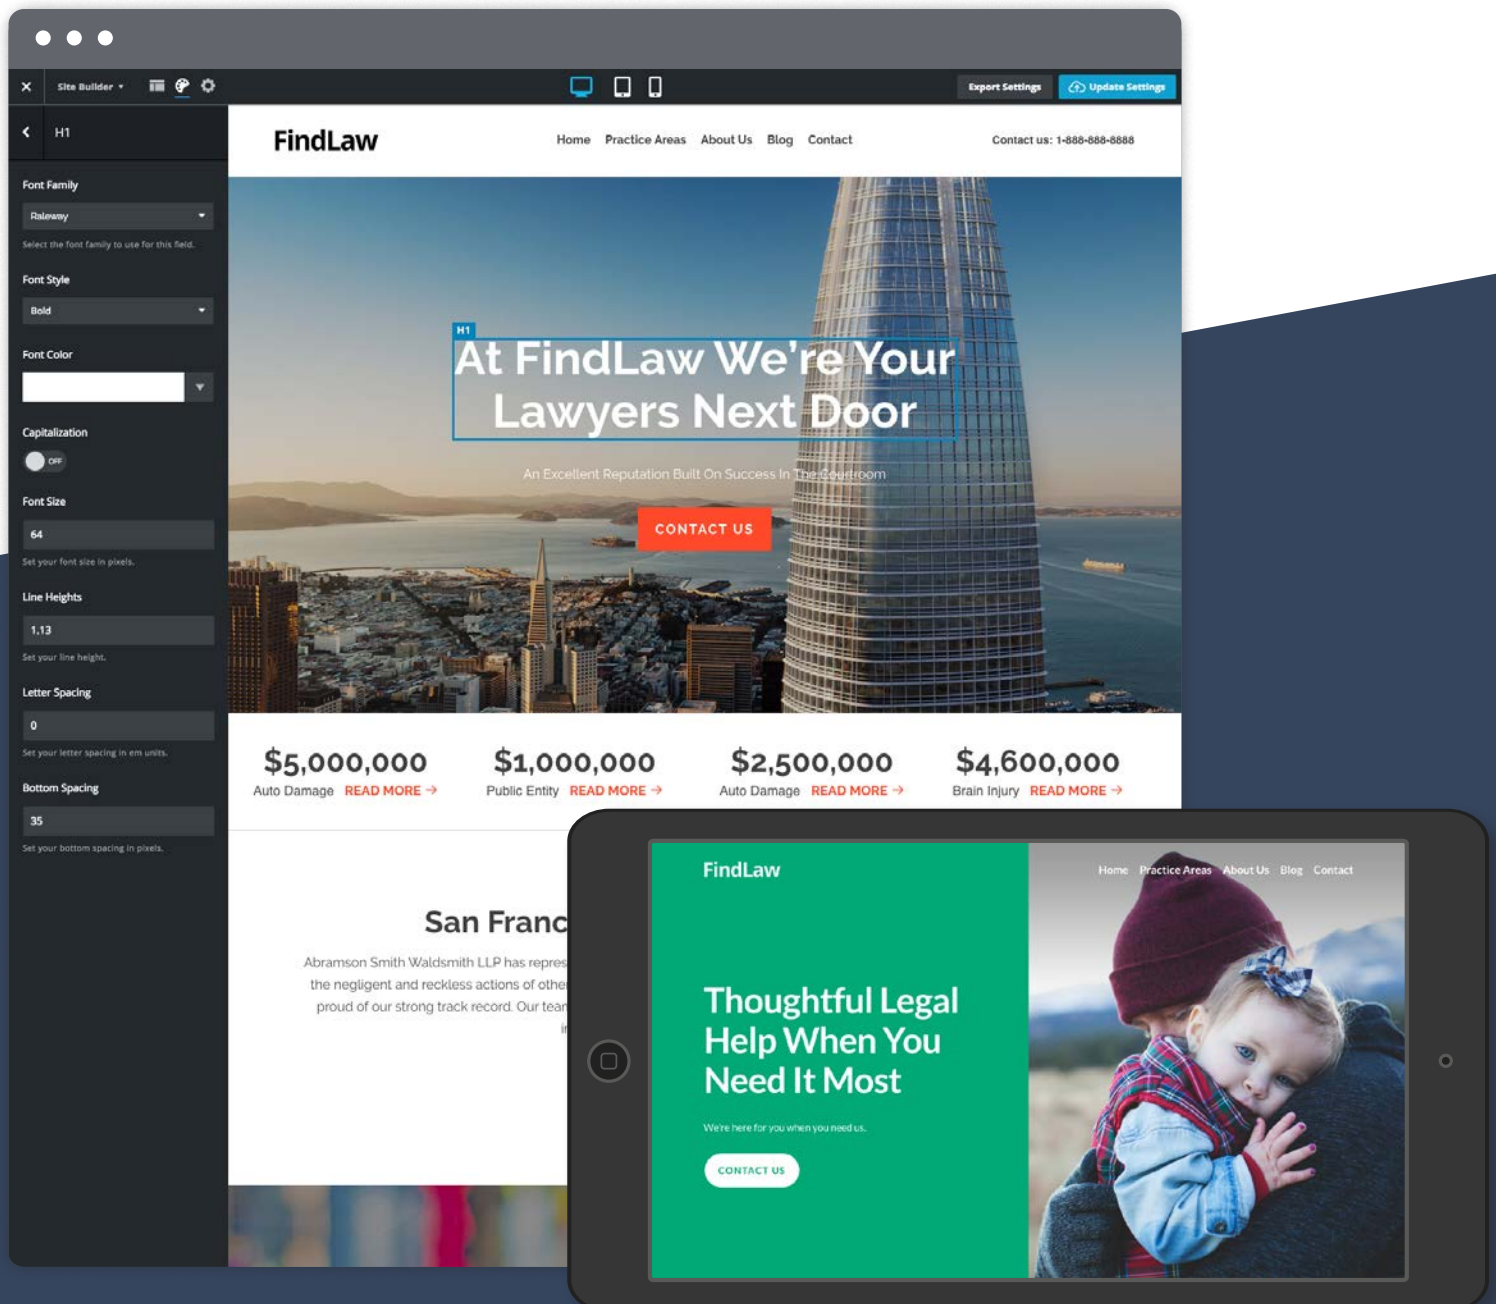 Site Builder
Export Settings
Update Settings
H1
Font Family
Raleway
Select the font family to use for this field.
Font Style
Bold
Font Color
Capitalization
OFF
Font Size
64
Set your font size in pixels.
Line Heights
1.13
Set your line height.
Letter Spacing
0
Set your letter spacing in em units.
Bottom Spacing
35
Set your bottom spacing in pixels.
FindLaw
Home Practice Areas About Us Blog Contact
Contact us: 1-888-888-8888
H1
At FindLaw We’re Your
Lawyers Next Door
An Excellent Reputation Built On Success In The Courtroom
CONTACT US
$5,000,000
Auto Damage READ MORE →
$1,000,000
Public Entity READ MORE →
$2,500,000
Auto Damage READ MORE →
$4,600,000
Brain Injury READ MORE →
San Franc
Abramson Smith Waldsmith LLP has repres
the negligent and reckless actions of othe
proud of our strong track record. Our tean
FindLaw
Home Practice Areas About Us Blog Contact
Thoughtful Legal
Help When You
Need It Most
We're here for you when you need us.
CONTACT US